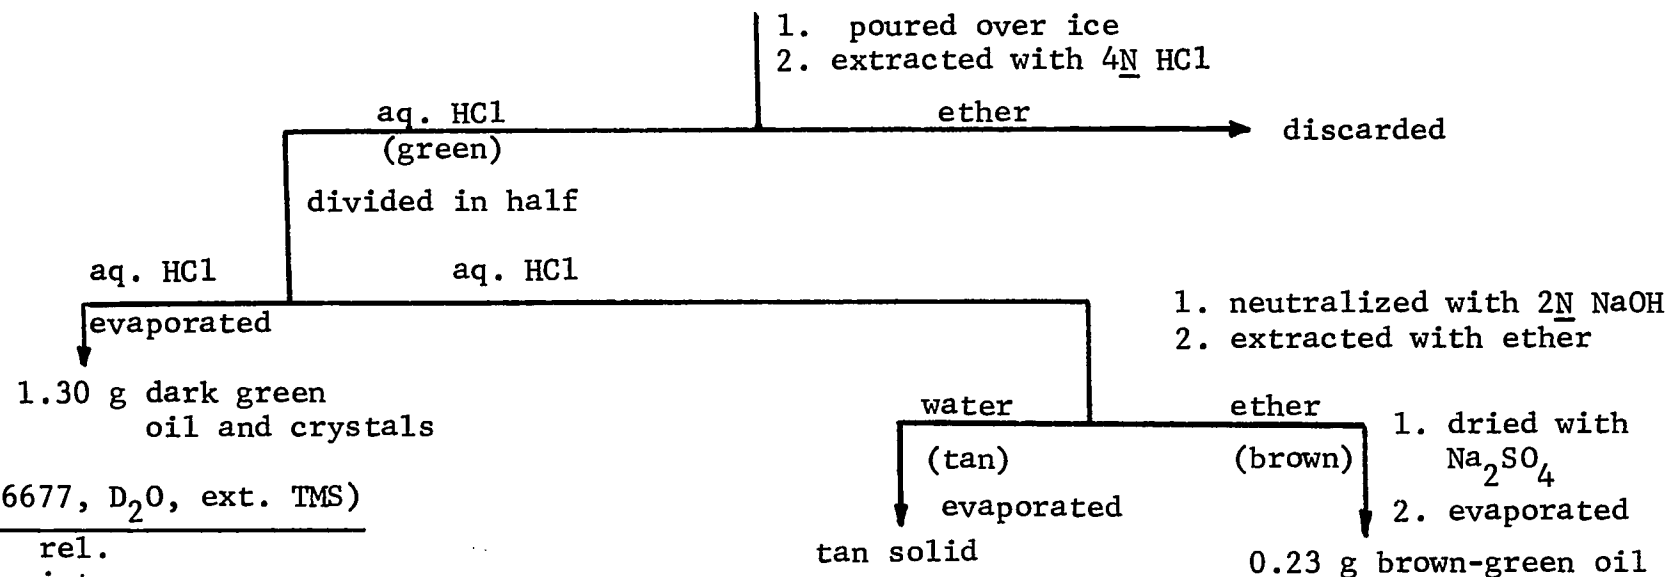 1. poured over ice
2. extracted with 4N HCl
aq. HCl
(green)
ether
discarded
divided in half
aq. HCl
aq. HCl
evaporated
1. neutralized with 2N NaOH
2. extracted with ether
1.30 g dark green
oil and crystals
water
(tan)
evaporated
tan solid
ether
(brown)
1. dried with
Na2SO4
2. evaporated
0.23 g brown-green oil
6677, D2O, ext. TMS)
rel.